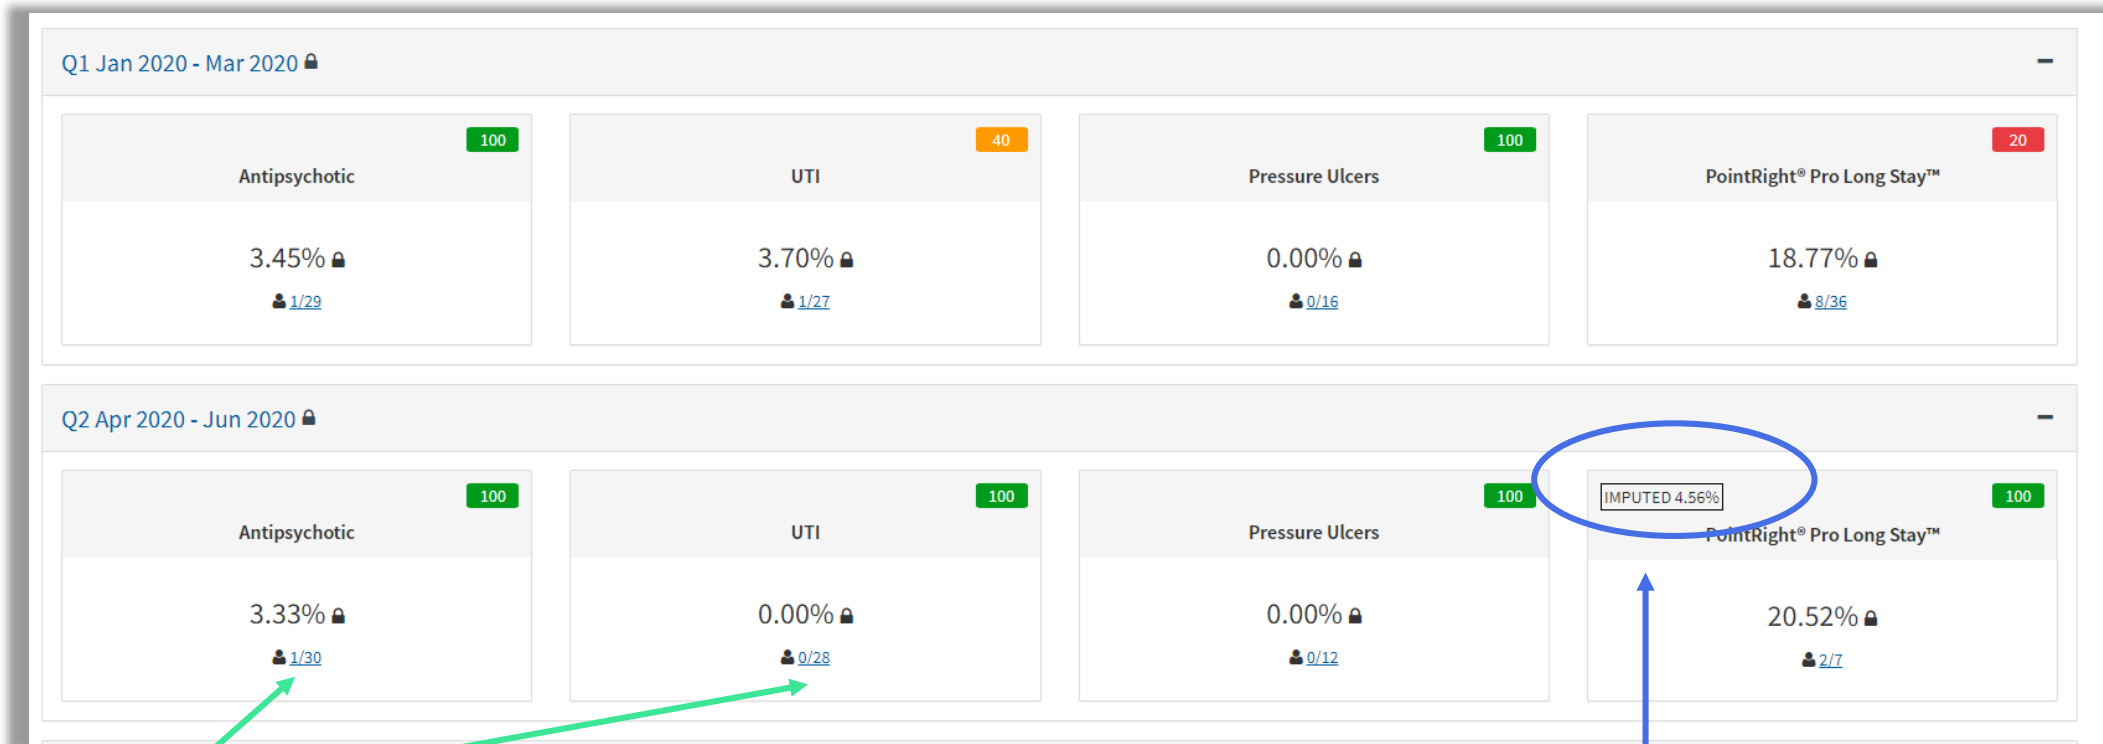 Q1 Jan 2020 - Mar 2020
100
Antipsychotic
3.45%
1/29
40
UTI
3.70%
1/27
100
Pressure Ulcers
0.00%
0/16
20
PointRight® Pro Long Stay™
18.77%
8/36
Q2 Apr 2020 - Jun 2020
100
Antipsychotic
3.33%
1/30
100
UTI
0.00%
0/28
100
Pressure Ulcers
0.00%
0/12
IMPUTED 4.56%
100
PointRight® Pro Long Stay™
20.52%
2/7